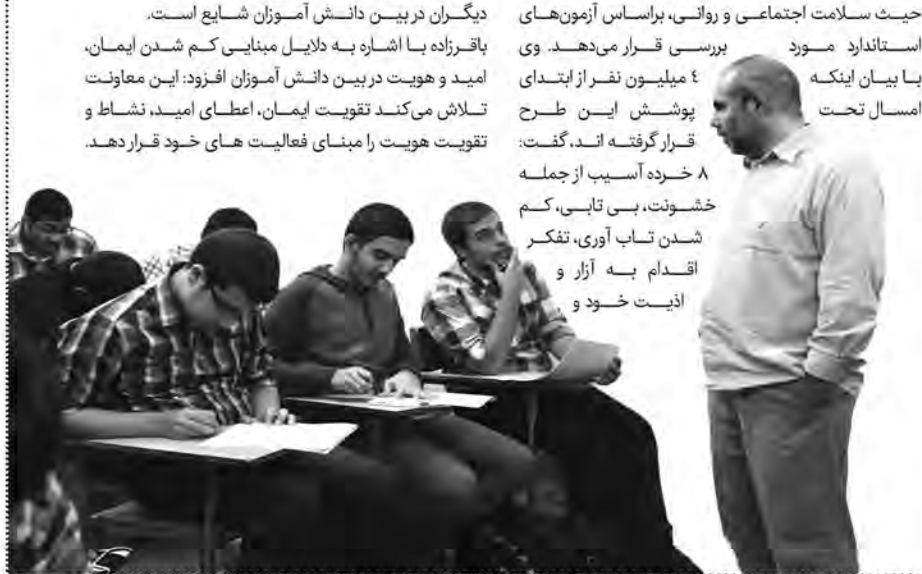 حیث سلامت اجتماعی و روانی، براساس آزمون‌های
استاندارد مورد بررسی قرار می‌دهد. وی
با بیان اینکه ٤ میلیون نفر از ابتدای
امسال تحت پوشش این طرح
قرار گرفته اند، گفت:
۸ خرده آسیب از جمله
خشونت، بی تابی، کم
شدن تاب آوری، تفکر
اقدام به آزار و
اذیت خود و
دیگران در بین دانش آموزان شایع است.
باقرزاده با اشاره به دلایل مبنایی کم شدن ایمان،
امید و هویت در بین دانش آموزان افزود: این معاونت
تلاش می‌کند تقویت ایمان، اعطای امید، نشاط و
تقویت هویت را مبنای فعالیت های خود قرار دهد.